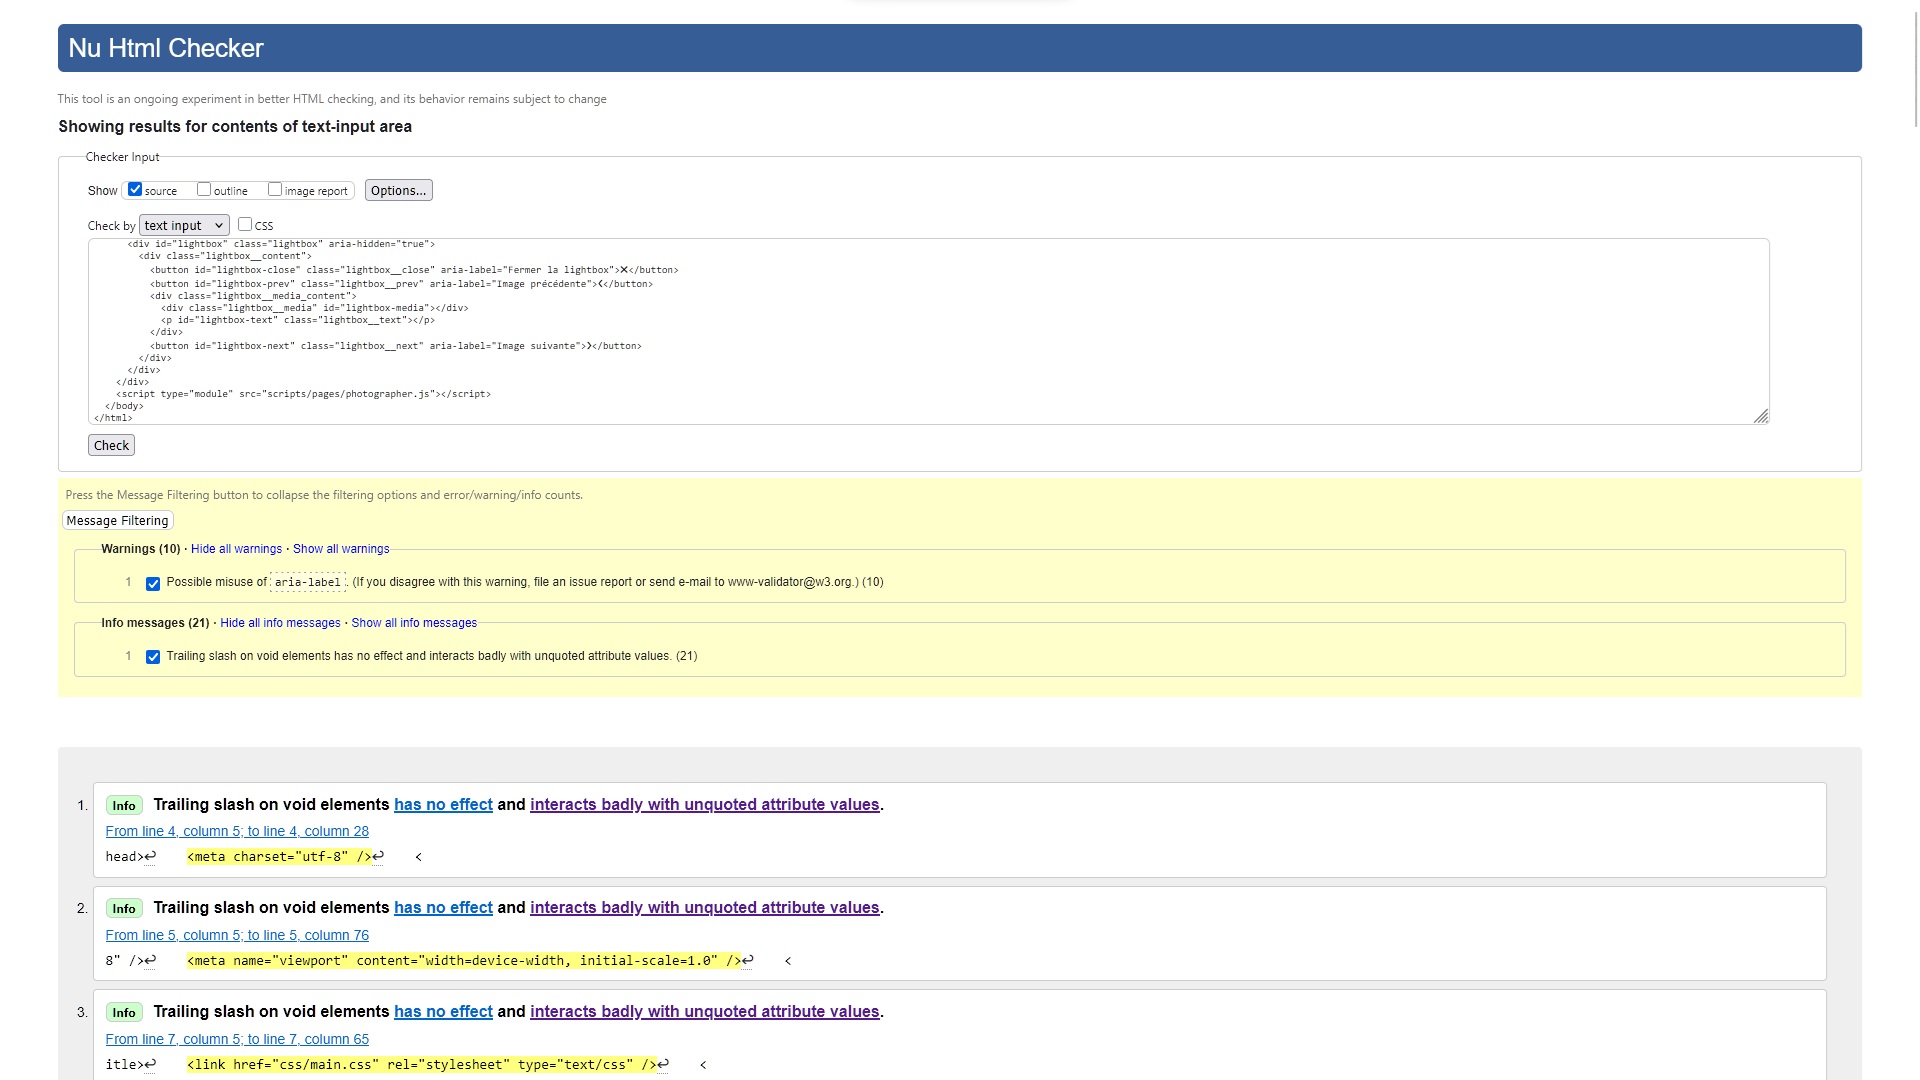 Nu Html Checker
This tool is an ongoing experiment in better HTML checking, and its behavior remains subject to change
Showing results for contents of text-input area
Checker Input
Show source outline image report Options...
Check by text input CSS
<div id="lightbox" class="lightbox" aria-hidden="true">
<div class="lightbox__content">
<button id="lightbox-close" class="lightbox__close" aria-label="Fermer la lightbox">✕</button>
<button id="lightbox-prev" class="lightbox__prev" aria-label="Image précédente">❮</button>
<div class="lightbox__media_content">
<div class="lightbox__media" id="lightbox-media"></div>
<p id="lightbox-text" class="lightbox__text"></p>
</div>
<button id="lightbox-next" class="lightbox__next" aria-label="Image suivante">❯</button>
</div>
</div>
</div>
<script type="module" src="scripts/pages/photographer.js"></script>
</body>
</html>
Check
Press the Message Filtering button to collapse the filtering options and error/warning/info counts.
Message Filtering
Warnings (10) · Hide all warnings · Show all warnings
1 Possible misuse of aria-label. (If you disagree with this warning, file an issue report or send e-mail to www-validator@w3.org.) (10)
Info messages (21) · Hide all info messages · Show all info messages
1 Trailing slash on void elements has no effect and interacts badly with unquoted attribute values. (21)
1. Info Trailing slash on void elements has no effect and interacts badly with unquoted attribute values.
From line 4, column 5; to line 4, column 28
head>↩ <meta charset="utf-8" />↩ <
2. Info Trailing slash on void elements has no effect and interacts badly with unquoted attribute values.
From line 5, column 5; to line 5, column 76
8" />↩ <meta name="viewport" content="width=device-width, initial-scale=1.0" />↩ <
3. Info Trailing slash on void elements has no effect and interacts badly with unquoted attribute values.
From line 7, column 5; to line 7, column 65
itle>↩ <link href="css/main.css" rel="stylesheet" type="text/css" />↩ <